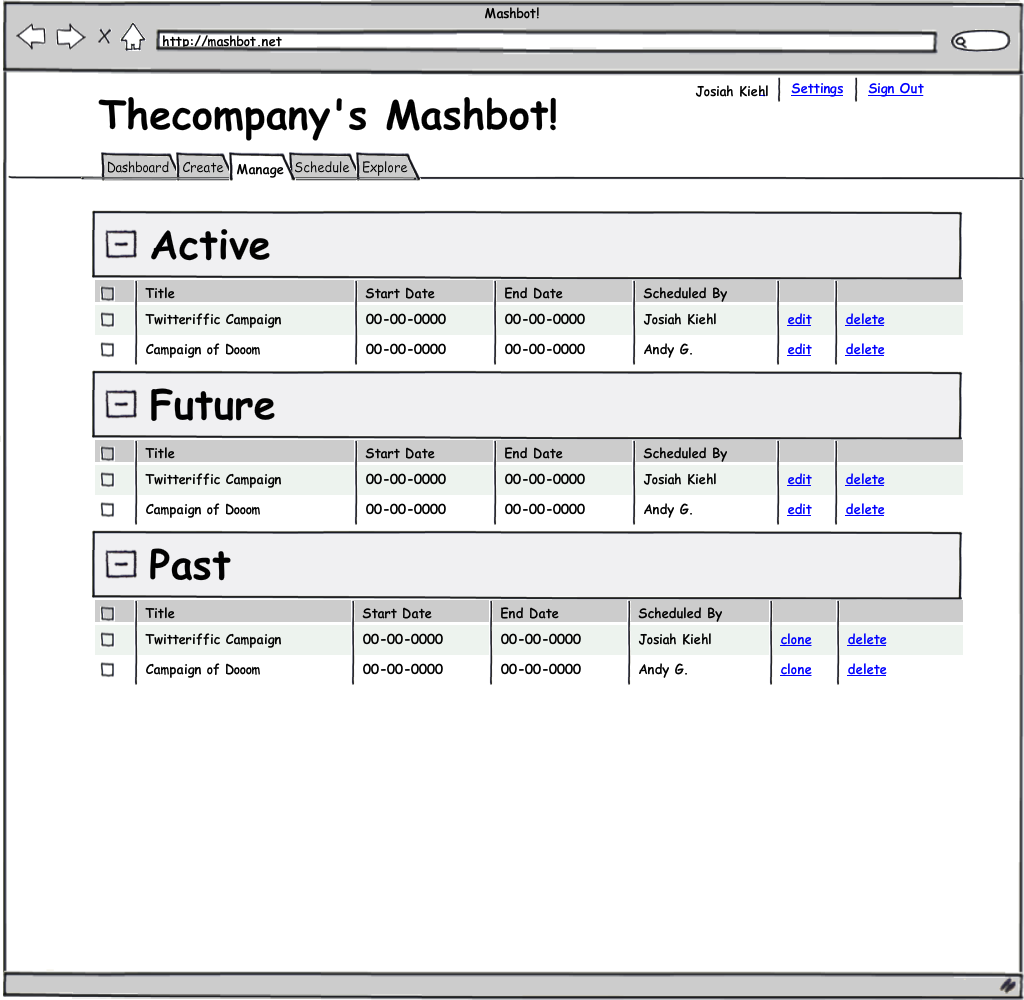 Mashbot!
http://mashbot.net
Josiah Kiehl Settings Sign Out
Thecompany's Mashbot!
Dashboard Create Manage Schedule Explore
Active
Title Start Date End Date Scheduled By
Twitteriffic Campaign 00-00-0000 00-00-0000 Josiah Kiehl edit delete
Campaign of Dooom 00-00-0000 00-00-0000 Andy G. edit delete
Future
Title Start Date End Date Scheduled By
Twitteriffic Campaign 00-00-0000 00-00-0000 Josiah Kiehl edit delete
Campaign of Dooom 00-00-0000 00-00-0000 Andy G. edit delete
Past
Title Start Date End Date Scheduled By
Twitteriffic Campaign 00-00-0000 00-00-0000 Josiah Kiehl clone delete
Campaign of Dooom 00-00-0000 00-00-0000 Andy G. clone delete